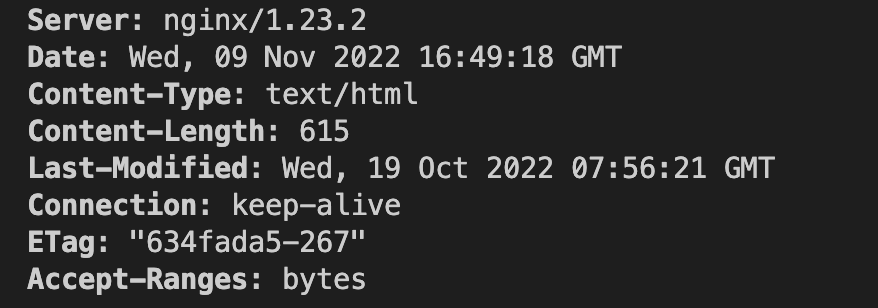 Server: nginx/1.23.2
Date: Wed, 09 Nov 2022 16:49:18 GMT
Content-Type: text/html
Content-Length: 615
Last-Modified: Wed, 19 Oct 2022 07:56:21 GMT
Connection: keep-alive
ETag: "634fada5-267"
Accept-Ranges: bytes